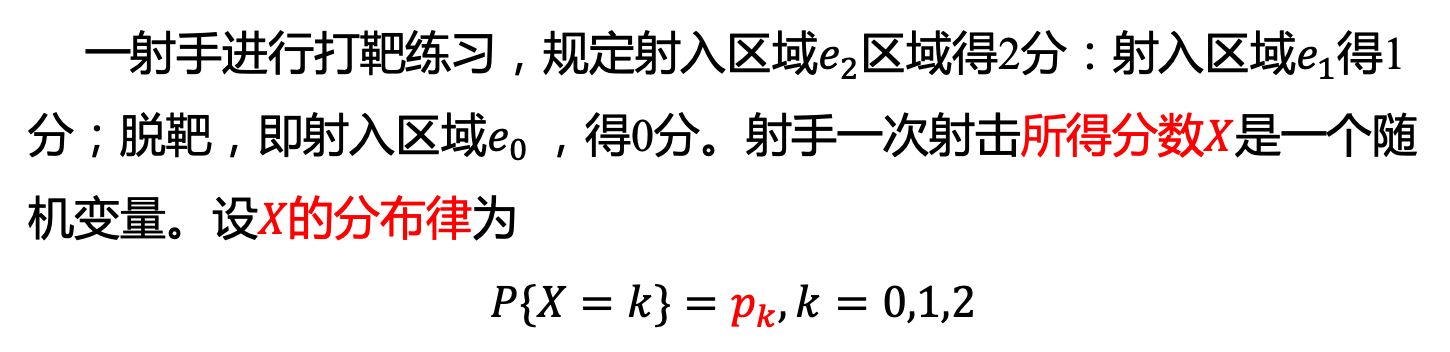 一射手进行打靶练习，规定射入区域e₂区域得2分：射入区域e₁得1
分；脱靶，即射入区域e₀ ，得0分。射手一次射击所得分数X是一个随
机变量。设X的分布律为
P{X = k} = pₖ, k = 0,1,2